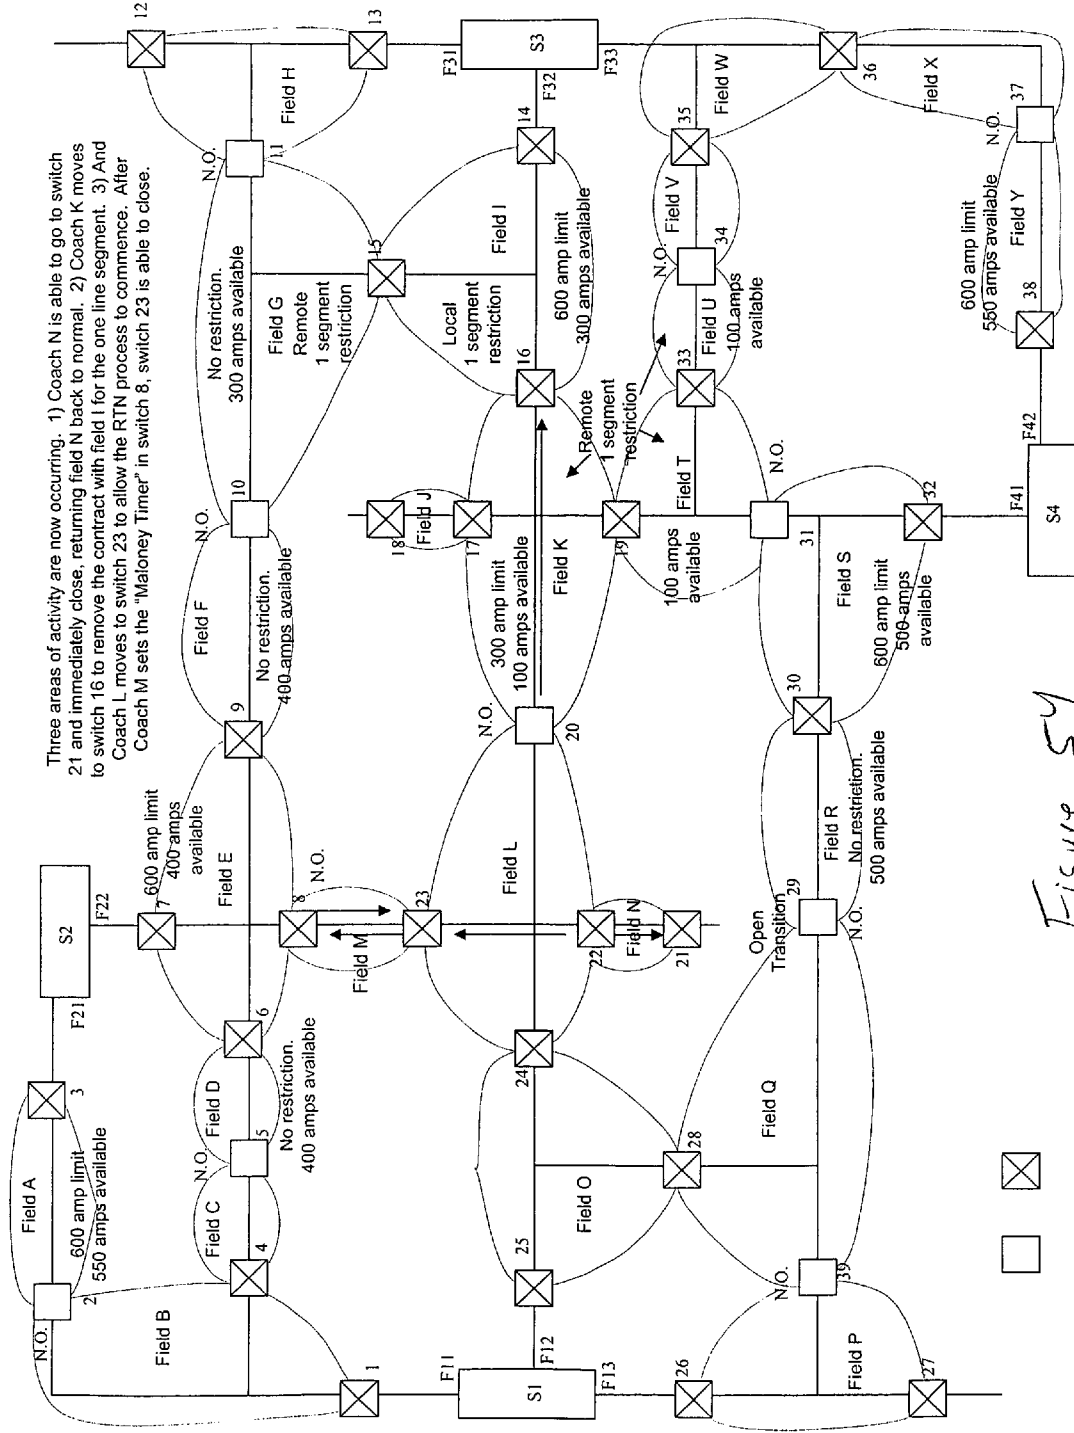 Three areas of activity are now occurring. 1) Coach N is able to go to switch
21 and immediately close, returning field N back to normal. 2) Coach K moves
to switch 16 to remove the contract with field I for the one line segment. 3) And
Coach L moves to switch 23 to allow the RTN process to commence. After
Coach M sets the "Maloney Timer" in switch 8, switch 23 is able to close.
12
13
Field H
N.O.
11
F31
S3
F32
F33
14
Field W
36
Field X
37
N.O.
35
Field V
N.O.
34
600 amp limit
550 amps available
Field Y
38
F42
F41
S4
No restriction.
300 amps available
15
Field G
Remote
1 segment
restriction
Field I
Local
1 segment
restriction
600 amp limit
300 amps available
16
Field U
100 amps
available
33
Remote
1 segment
restriction
Field T
N.O.
N.O.
10
18
Field J
17
19
100 amps
available
31
32
Field F
No restriction.
400 amps available
300 amp limit
100 amps available
Field K
Field S
600 amp limit
500 amps
available
9
N.O.
20
30
S2
F22
F21
7
600 amp limit
400 amps
available
Field E
8
N.O.
23
Field L
Field R
No restriction.
500 amps available
29
N.O.
Open
Transition
Field M
22
Field N
21
3
Field A
600 amp limit
550 amps available
6
Field D
N.O.
5
No restriction.
400 amps available
24
28
Field Q
N.O.
2
Field C
4
Field O
25
N.O.
39
Field B
1
F11
S1
F12
F13
26
Field P
27
Figure 54